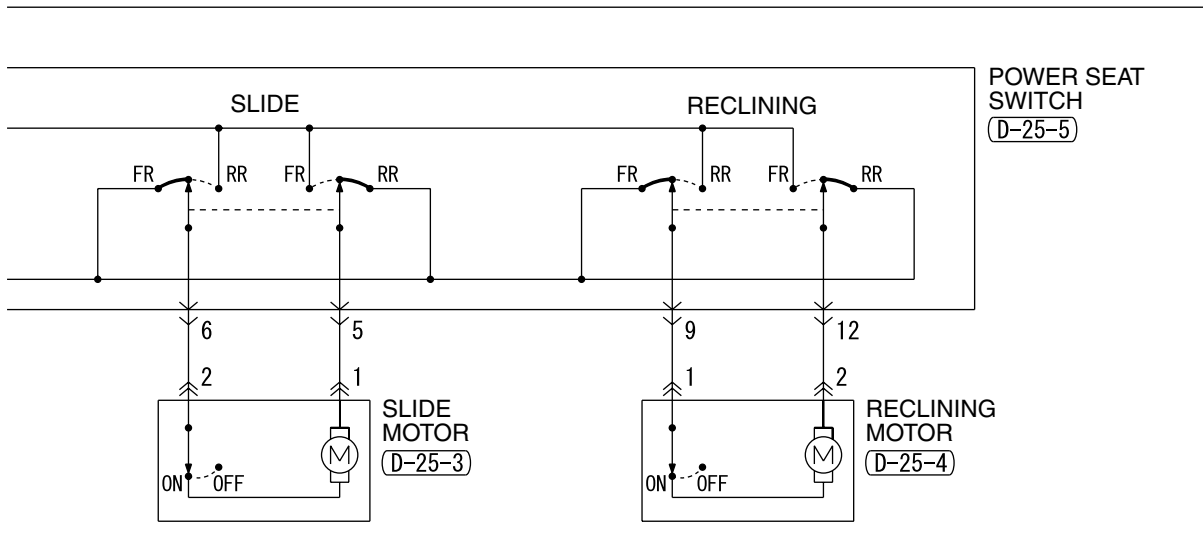 POWER SEAT
SWITCH
D-25-5
SLIDE
RECLINING
FR RR FR RR FR RR FR RR
6 5 9 12
2 1 1 2
SLIDE
MOTOR
D-25-3
RECLINING
MOTOR
D-25-4
M M
ON OFF ON OFF